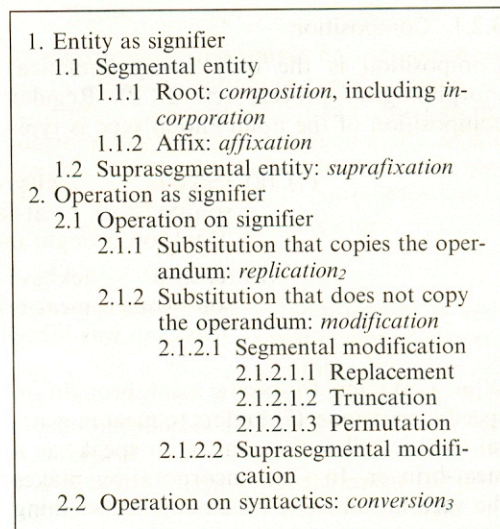 1. Entity as signifier
1.1 Segmental entity
1.1.1 Root: composition, including in-
corporation
1.1.2 Affix: affixation
1.2 Suprasegmental entity: suprafixation
2. Operation as signifier
2.1 Operation on signifier
2.1.1 Substitution that copies the oper-
andum: replication₂
2.1.2 Substitution that does not copy
the operandum: modification
2.1.2.1 Segmental modification
2.1.2.1.1 Replacement
2.1.2.1.2 Truncation
2.1.2.1.3 Permutation
2.1.2.2 Suprasegmental modifi-
cation
2.2 Operation on syntactics: conversion₃